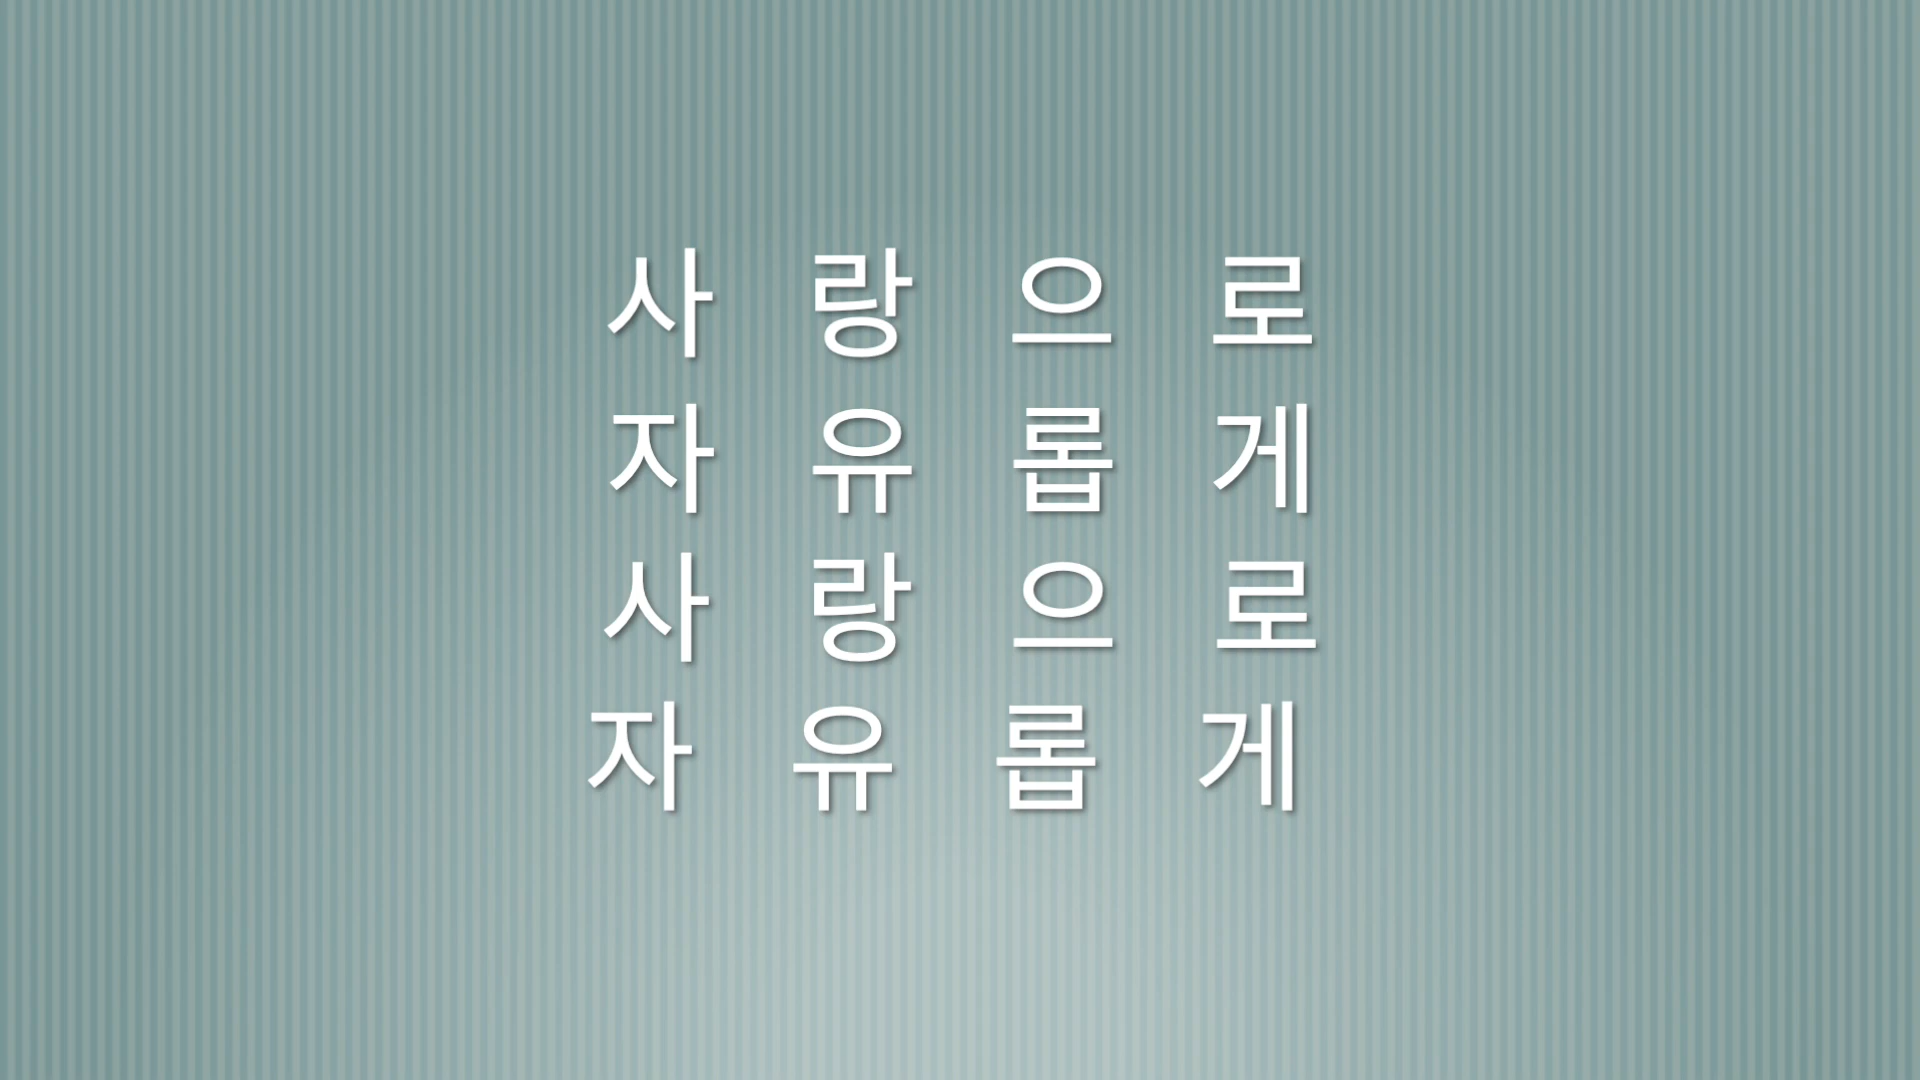 사 랑 으 로
자 유 롭 게
사 랑 으 로
자 유 롭 게